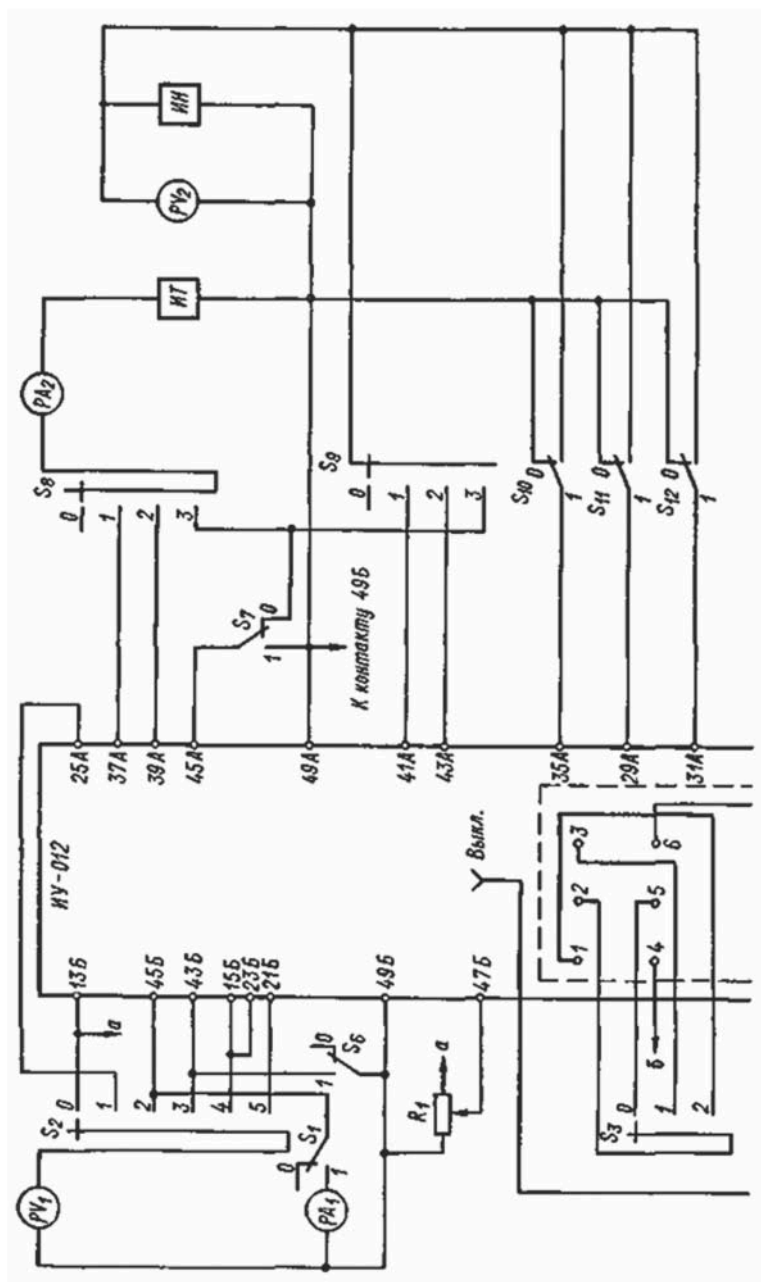 ИН
PV2
ИТ
PA2
S8
0
1
2
3
S9
0
1
2
3
S10
0
1
S11
0
1
S12
0
1
S7
0
1
К контакту 49Б
25А
37А
39А
45А
49А
41А
43А
35А
29А
31А
ИУ-012
Выкл.
13Б
45Б
43Б
15Б
23Б
21Б
49Б
47Б
1
2
3
4
5
6
Б
а
S6
0
1
R1
а
S2
0
1
2
3
4
5
S1
0
1
S3
0
1
2
PV1
PA1